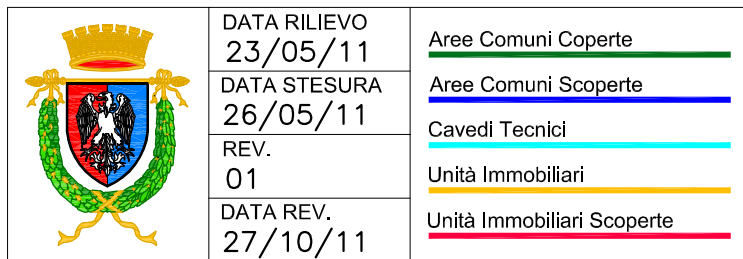 DATA RILIEVO
23/05/11
DATA STESURA
26/05/11
REV.
01
DATA REV.
27/10/11
Aree Comuni Coperte
Aree Comuni Scoperte
Cavedi Tecnici
Unità Immobiliari
Unità Immobiliari Scoperte